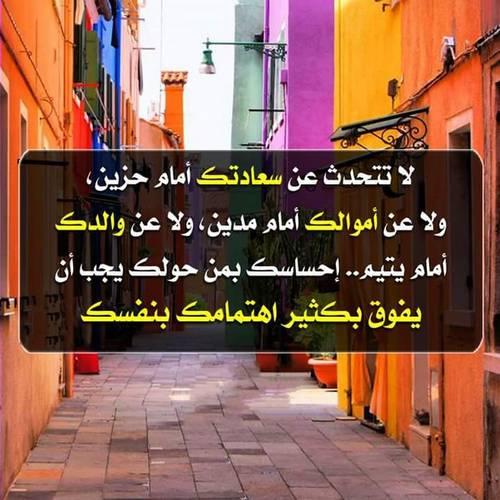 لا تتحدث عن سعادتك أمام حزين،
ولا عن أموالك أمام مدين، ولا عن والدك
أمام يتيم.. إحساسك بمن حولك يجب أن
يفوق بكثير اهتمامك بنفسك